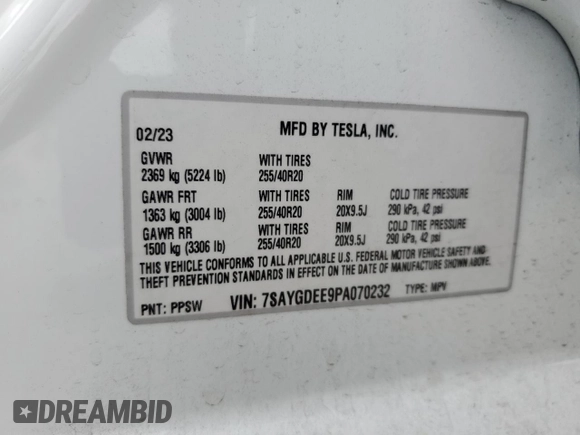 02/23 MFD BY TESLA, INC.
GVWR WITH TIRES
2369 kg (5224 lb) 255/40R20
GAWR FRT WITH TIRES RIM COLD TIRE PRESSURE
1363 kg (3004 lb) 255/40R20 20X9.5J 290 kPa, 42 psi
GAWR RR WITH TIRES RIM COLD TIRE PRESSURE
1500 kg (3306 lb) 255/40R20 20X9.5J 290 kPa, 42 psi
THIS VEHICLE CONFORMS TO ALL APPLICABLE U.S. FEDERAL MOTOR VEHICLE SAFETY AND
THEFT PREVENTION STANDARDS IN EFFECT ON THE DATE OF MANUFACTURE SHOWN ABOVE.
PNT: PPSW VIN: 7SAYGDEE9PA070232 TYPE: MPV
DREAMBID